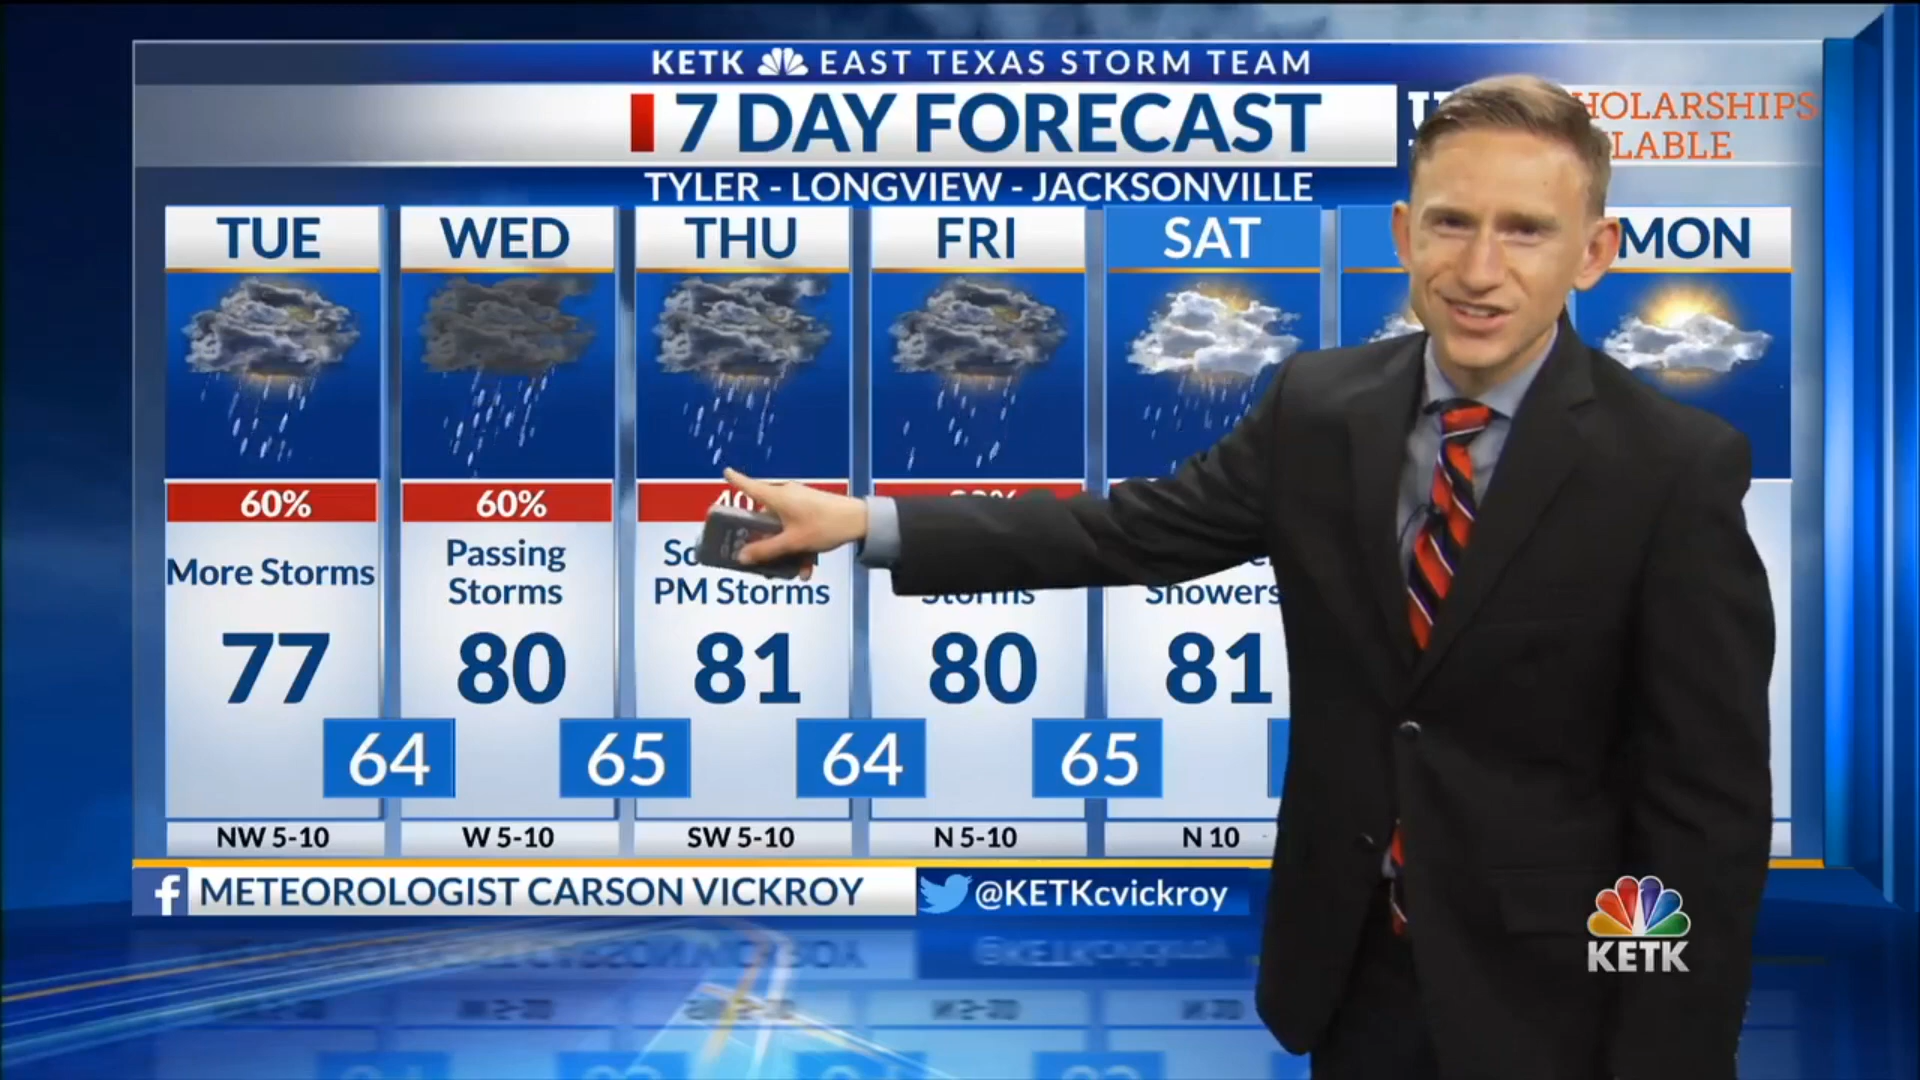 KETK EAST TEXAS STORM TEAM
7 DAY FORECAST
TYLER - LONGVIEW - JACKSONVILLE
TUE WED THU FRI SAT MON
60% 60%
More Storms
Passing
Storms
PM Storms
Storms
Showers
77 80 81 80 81
64 65 64 65
NW 5-10 W 5-10 SW 5-10 N 5-10 N 10
METEOROLOGIST CARSON VICKROY @KETKcvickroy
KETK